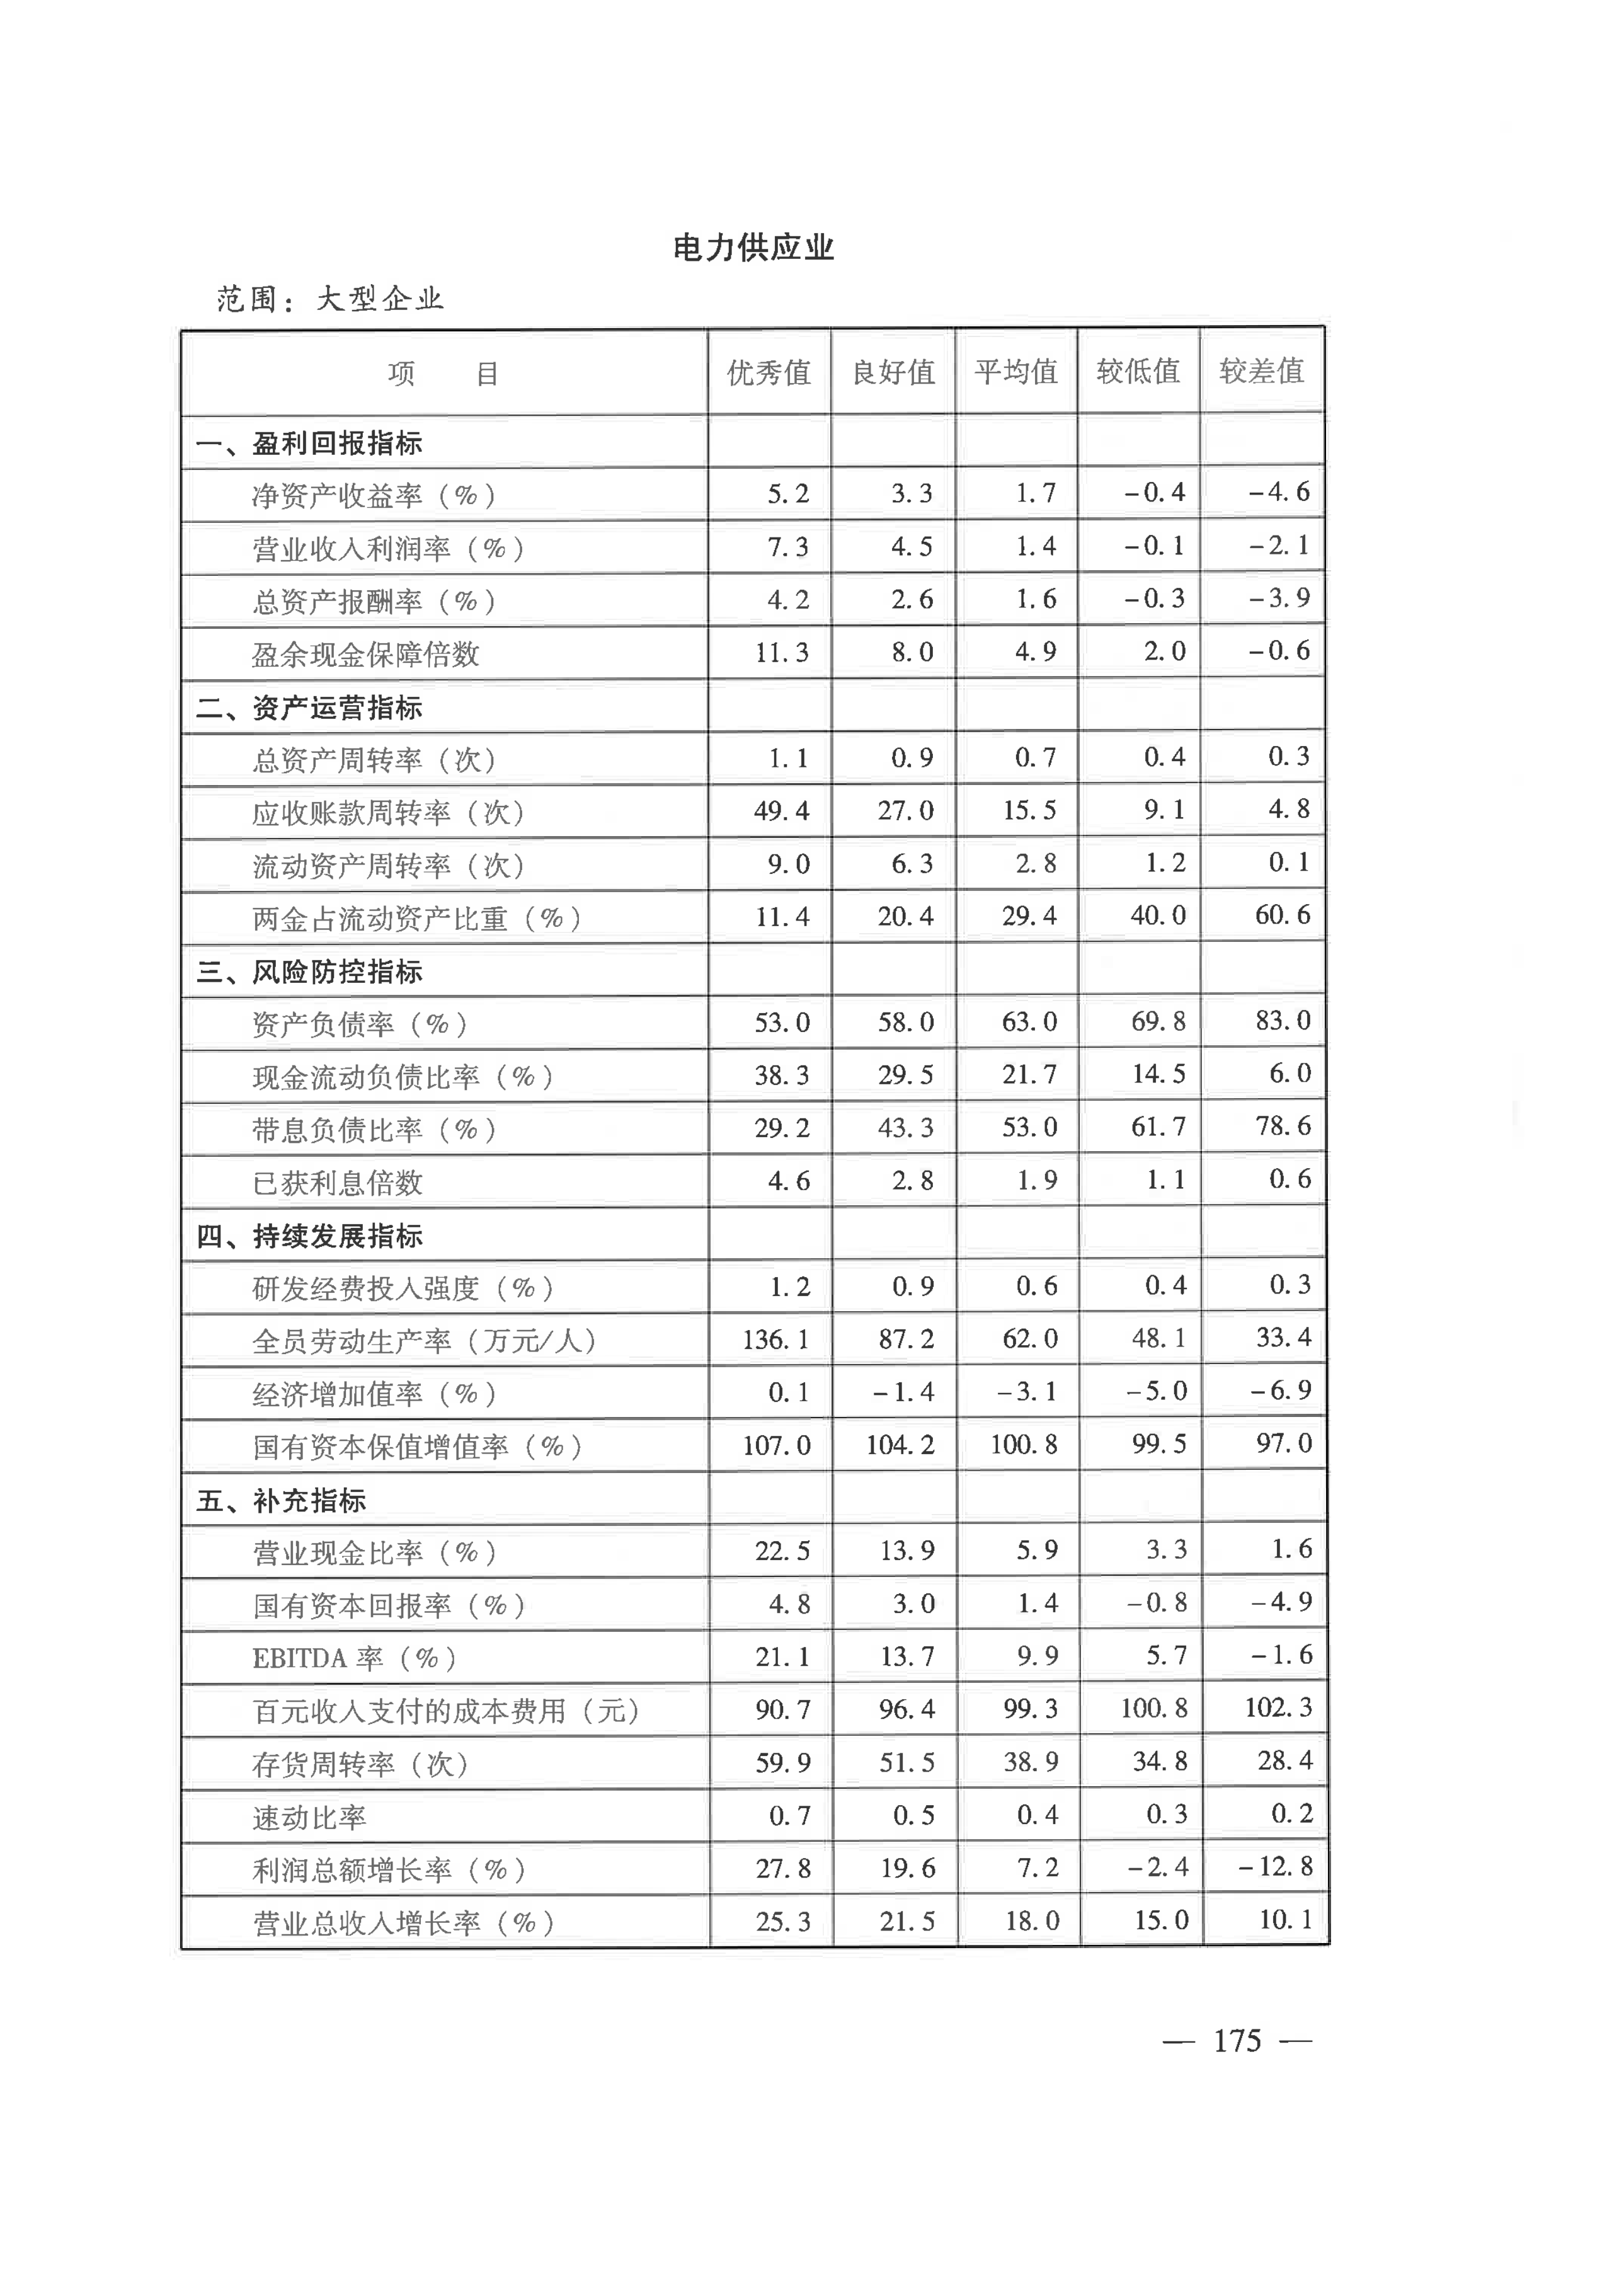 电力供应业
范围：大型企业
项 目 优秀值 良好值 平均值 较低值 较差值
一、盈利回报指标
净资产收益率（%） 5.2 3.3 1.7 -0.4 -4.6
营业收入利润率（%） 7.3 4.5 1.4 -0.1 -2.1
总资产报酬率（%） 4.2 2.6 1.6 -0.3 -3.9
盈余现金保障倍数 11.3 8.0 4.9 2.0 -0.6
二、资产运营指标
总资产周转率（次） 1.1 0.9 0.7 0.4 0.3
应收账款周转率（次） 49.4 27.0 15.5 9.1 4.8
流动资产周转率（次） 9.0 6.3 2.8 1.2 0.1
两金占流动资产比重（%） 11.4 20.4 29.4 40.0 60.6
三、风险防控指标
资产负债率（%） 53.0 58.0 63.0 69.8 83.0
现金流动负债比率（%） 38.3 29.5 21.7 14.5 6.0
带息负债比率（%） 29.2 43.3 53.0 61.7 78.6
已获利息倍数 4.6 2.8 1.9 1.1 0.6
四、持续发展指标
研发经费投入强度（%） 1.2 0.9 0.6 0.4 0.3
全员劳动生产率（万元/人） 136.1 87.2 62.0 48.1 33.4
经济增加值率（%） 0.1 -1.4 -3.1 -5.0 -6.9
国有资本保值增值率（%） 107.0 104.2 100.8 99.5 97.0
五、补充指标
营业现金比率（%） 22.5 13.9 5.9 3.3 1.6
国有资本回报率（%） 4.8 3.0 1.4 -0.8 -4.9
EBITDA 率（%） 21.1 13.7 9.9 5.7 -1.6
百元收入支付的成本费用（元） 90.7 96.4 99.3 100.8 102.3
存货周转率（次） 59.9 51.5 38.9 34.8 28.4
速动比率 0.7 0.5 0.4 0.3 0.2
利润总额增长率（%） 27.8 19.6 7.2 -2.4 -12.8
营业总收入增长率（%） 25.3 21.5 18.0 15.0 10.1
— 175 —